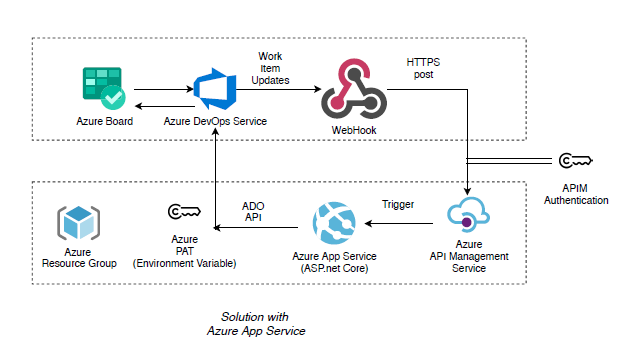 Work
Item
Updates
HTTPS
post
Azure Board
Azure DevOps Service
WebHook
APiM
Authentication
ADO
API
Trigger
Azure
Resource Group
Azure
PAT
(Environment Variable)
Azure App Service
(ASP.net Core)
Azure
API Management
Service
Solution with
Azure App Service